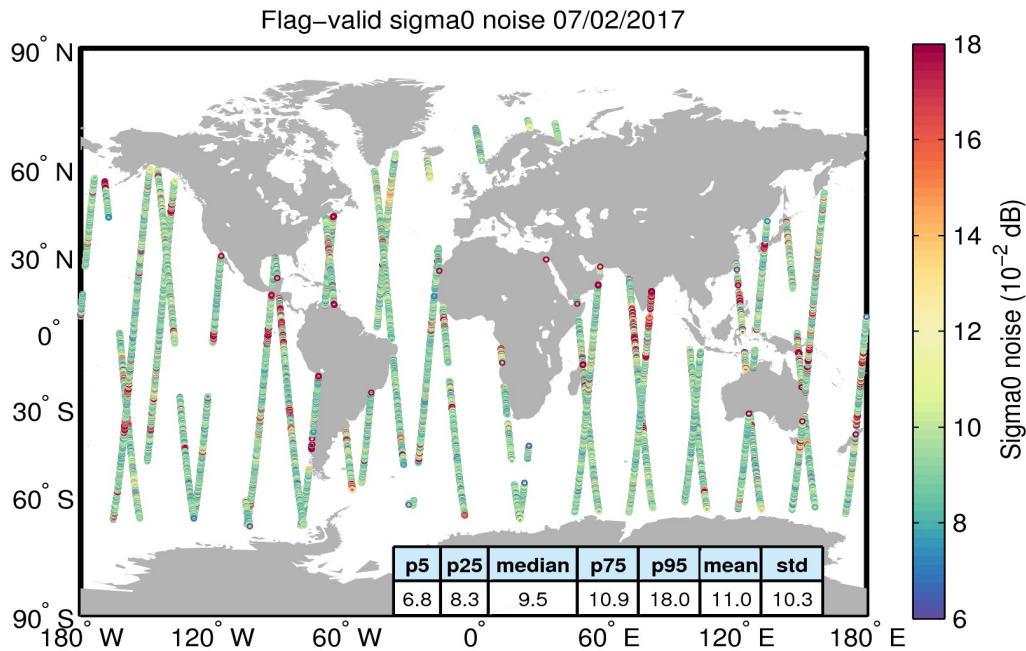 Flag−valid sigma0 noise 07/02/2017
90° N
60° N
30° N
0°
30° S
60° S
90° S
180° W
120° W
60° W
0°
60° E
120° E
180° E
p5 p25 median p75 p95 mean std
6.8 8.3 9.5 10.9 18.0 11.0 10.3
18
16
14
12
10
8
6
Sigma0 noise (10⁻² dB)